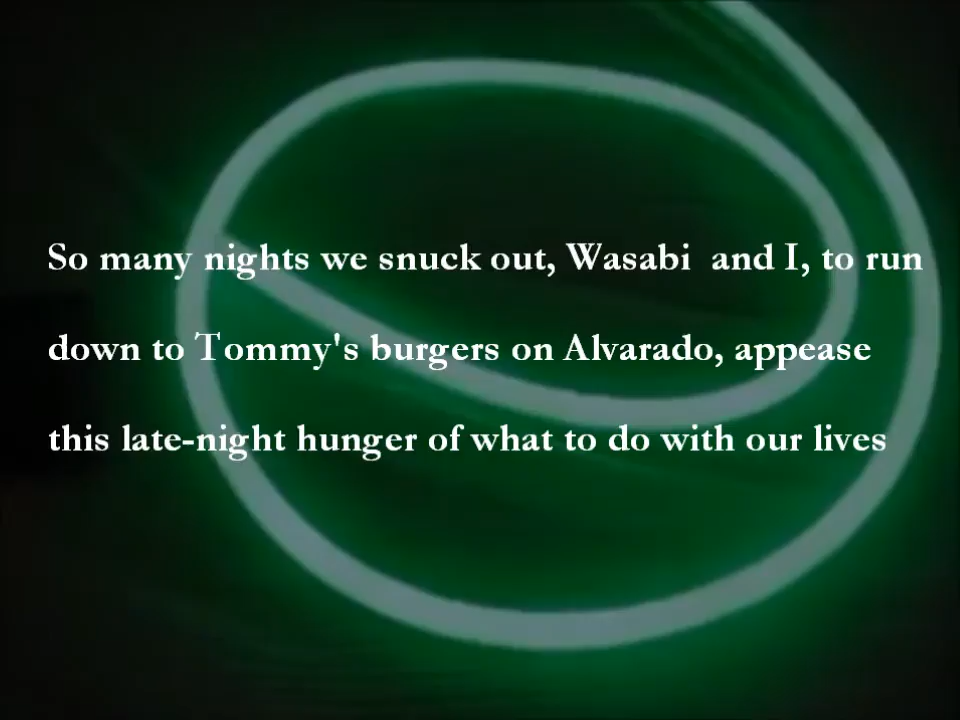 So many nights we snuck out, Wasabi  and I, to run
down to Tommy's burgers on Alvarado, appease
this late-night hunger of what to do with our lives